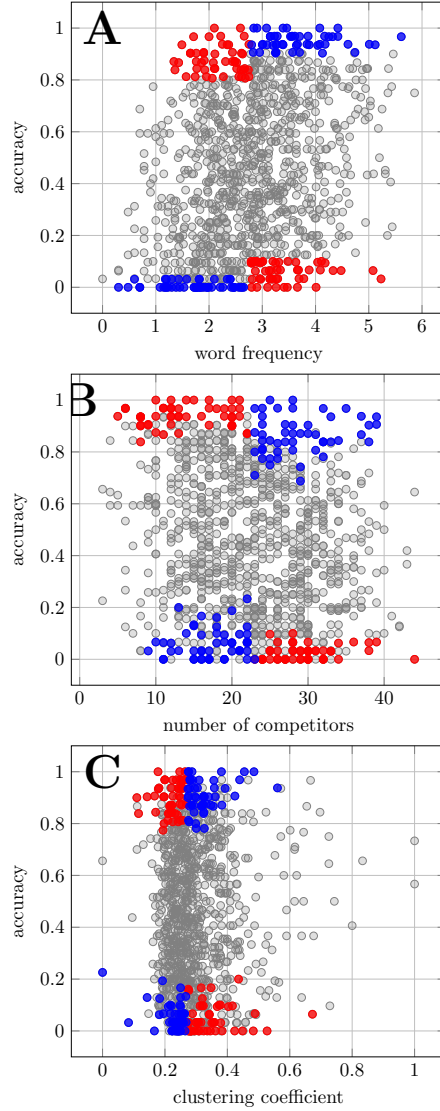 A
1
0.8
0.6
0.4
0.2
0
accuracy
0 1 2 3 4 5 6
word frequency
B
1
0.8
0.6
0.4
0.2
0
accuracy
0 10 20 30 40
number of competitors
C
1
0.8
0.6
0.4
0.2
0
accuracy
0 0.2 0.4 0.6 0.8 1
clustering coefficient